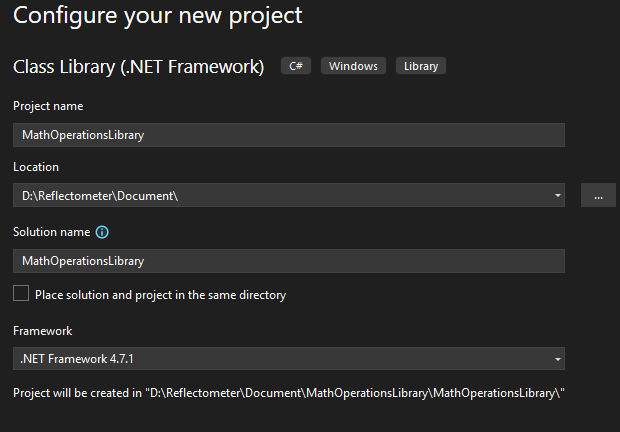 Configure your new project
Class Library (.NET Framework) C# Windows Library
Project name
MathOperationsLibrary
Location
D:\Reflectometer\Document\
...
Solution name
MathOperationsLibrary
Place solution and project in the same directory
Framework
.NET Framework 4.7.1
Project will be created in "D:\Reflectometer\Document\MathOperationsLibrary\MathOperationsLibrary\"